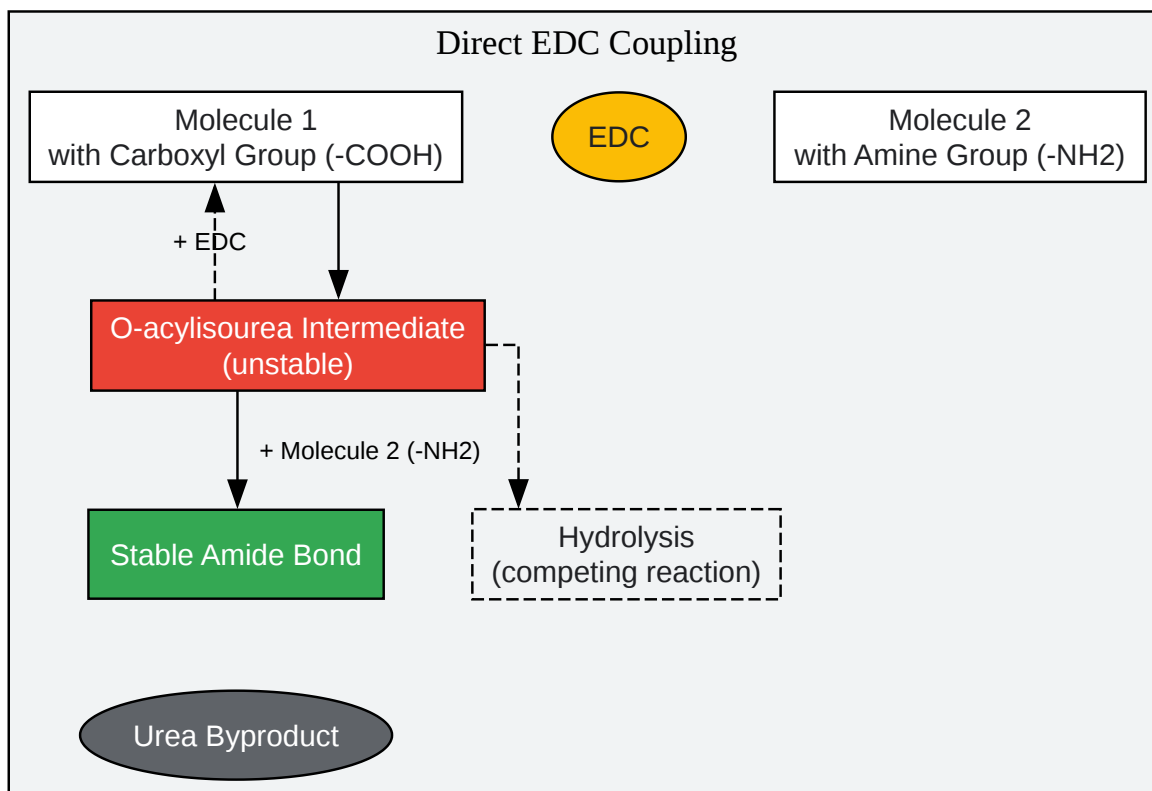 Direct EDC Coupling
Molecule 1
with Carboxyl Group (-COOH)
EDC
Molecule 2
with Amine Group (-NH2)
+ EDC
O-acylisourea Intermediate
(unstable)
+ Molecule 2 (-NH2)
Stable Amide Bond
Hydrolysis
(competing reaction)
Urea Byproduct